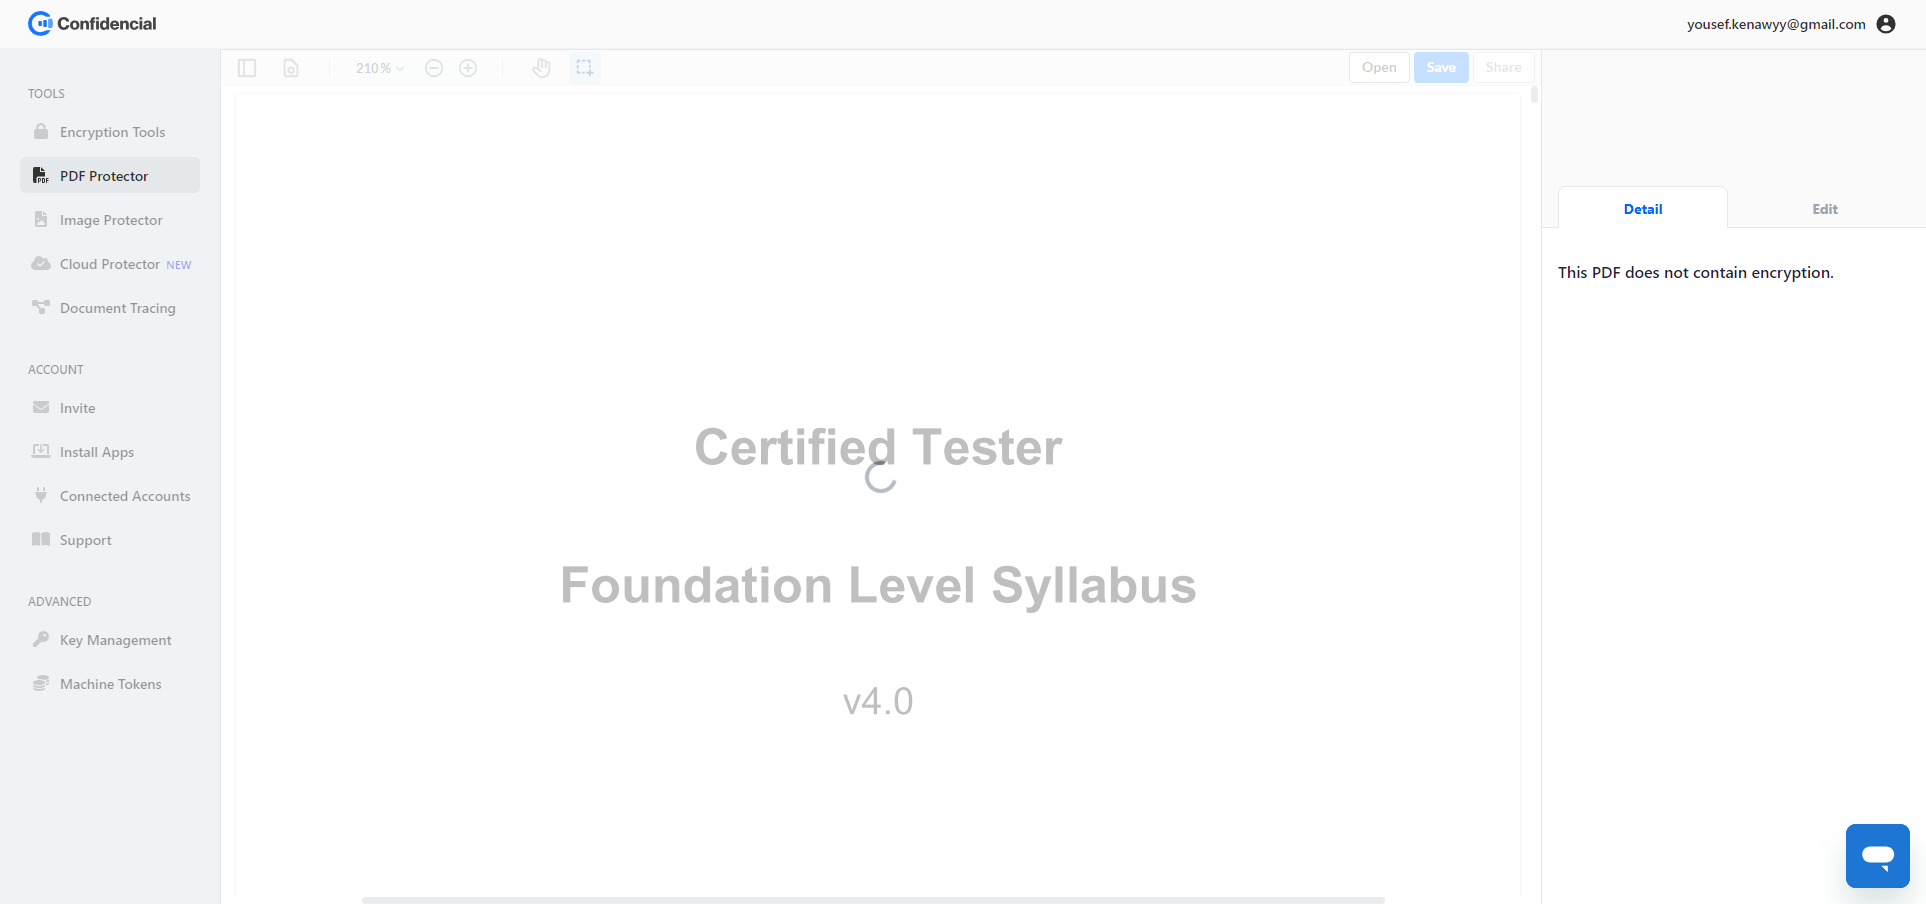 Confidencial
yousef.kenawyy@gmail.com
TOOLS
Encryption Tools
PDF Protector
Image Protector
Cloud Protector NEW
Document Tracing
ACCOUNT
Invite
Install Apps
Connected Accounts
Support
ADVANCED
Key Management
Machine Tokens
210%
Open
Save
Share
Certified Tester
Foundation Level Syllabus
v4.0
Detail
Edit
This PDF does not contain encryption.